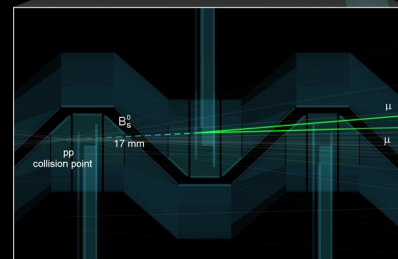 μ
B⁰ₛ
μ
17 mm
pp
collision point